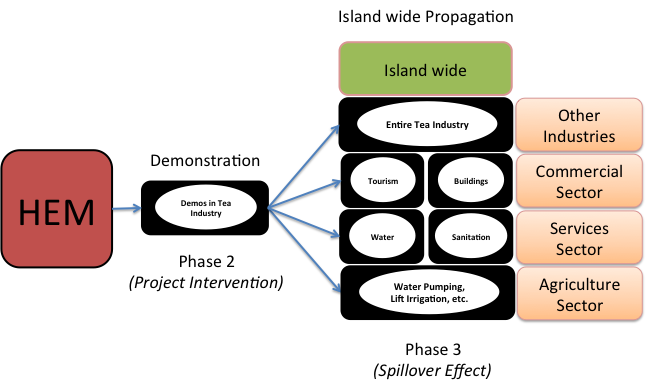 Island wide Propagation
Island wide
Entire Tea Industry
Other
Industries
Demonstration
Tourism
Buildings
Commercial
Sector
HEM
Demos in Tea
Industry
Water
Sanitation
Services
Sector
Phase 2
(Project Intervention)
Water Pumping,
Lift Irrigation, etc.
Agriculture
Sector
Phase 3
(Spillover Effect)